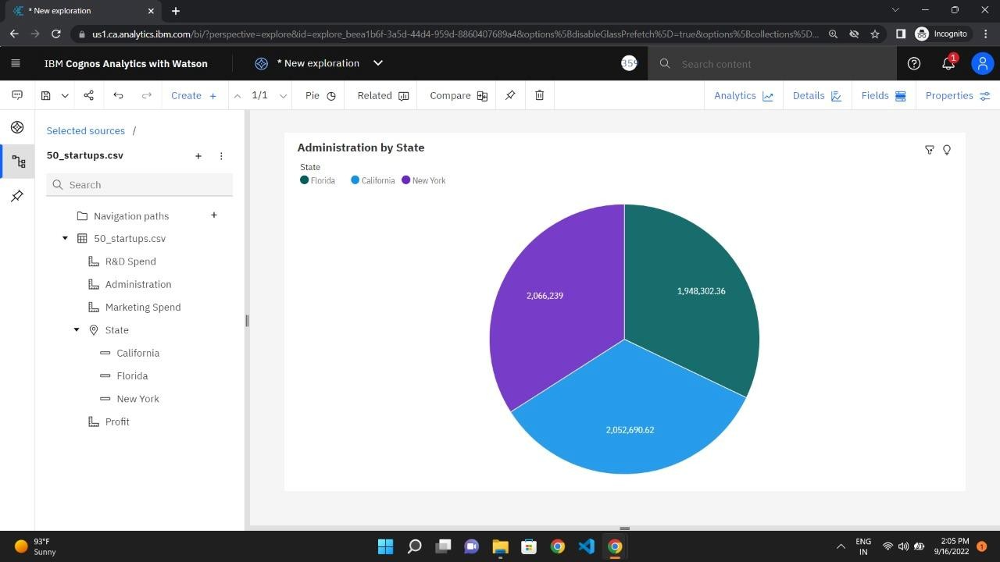 * New exploration
us1.ca.analytics.ibm.com/bi/?perspective=explore&id=explore_beea1b2f-3a5d-44d4-959d-8860407689a4&options%5BdisableGlassPrefetch%5D=true&options%5Bcollections%5D...
Incognito
IBM Cognos Analytics with Watson
* New exploration
Search content
1
Create +
1/1
Pie
Related
Compare
Analytics
Details
Fields
Properties
Selected sources /
50_startups.csv
Search
Navigation paths
50_startups.csv
R&D Spend
Administration
Marketing Spend
State
California
Florida
New York
Profit
Administration by State
State
Florida California New York
1,948,302.36
2,066,239
2,052,690.62
93°F
Sunny
ENG
IN
2:05 PM
9/16/2022
1